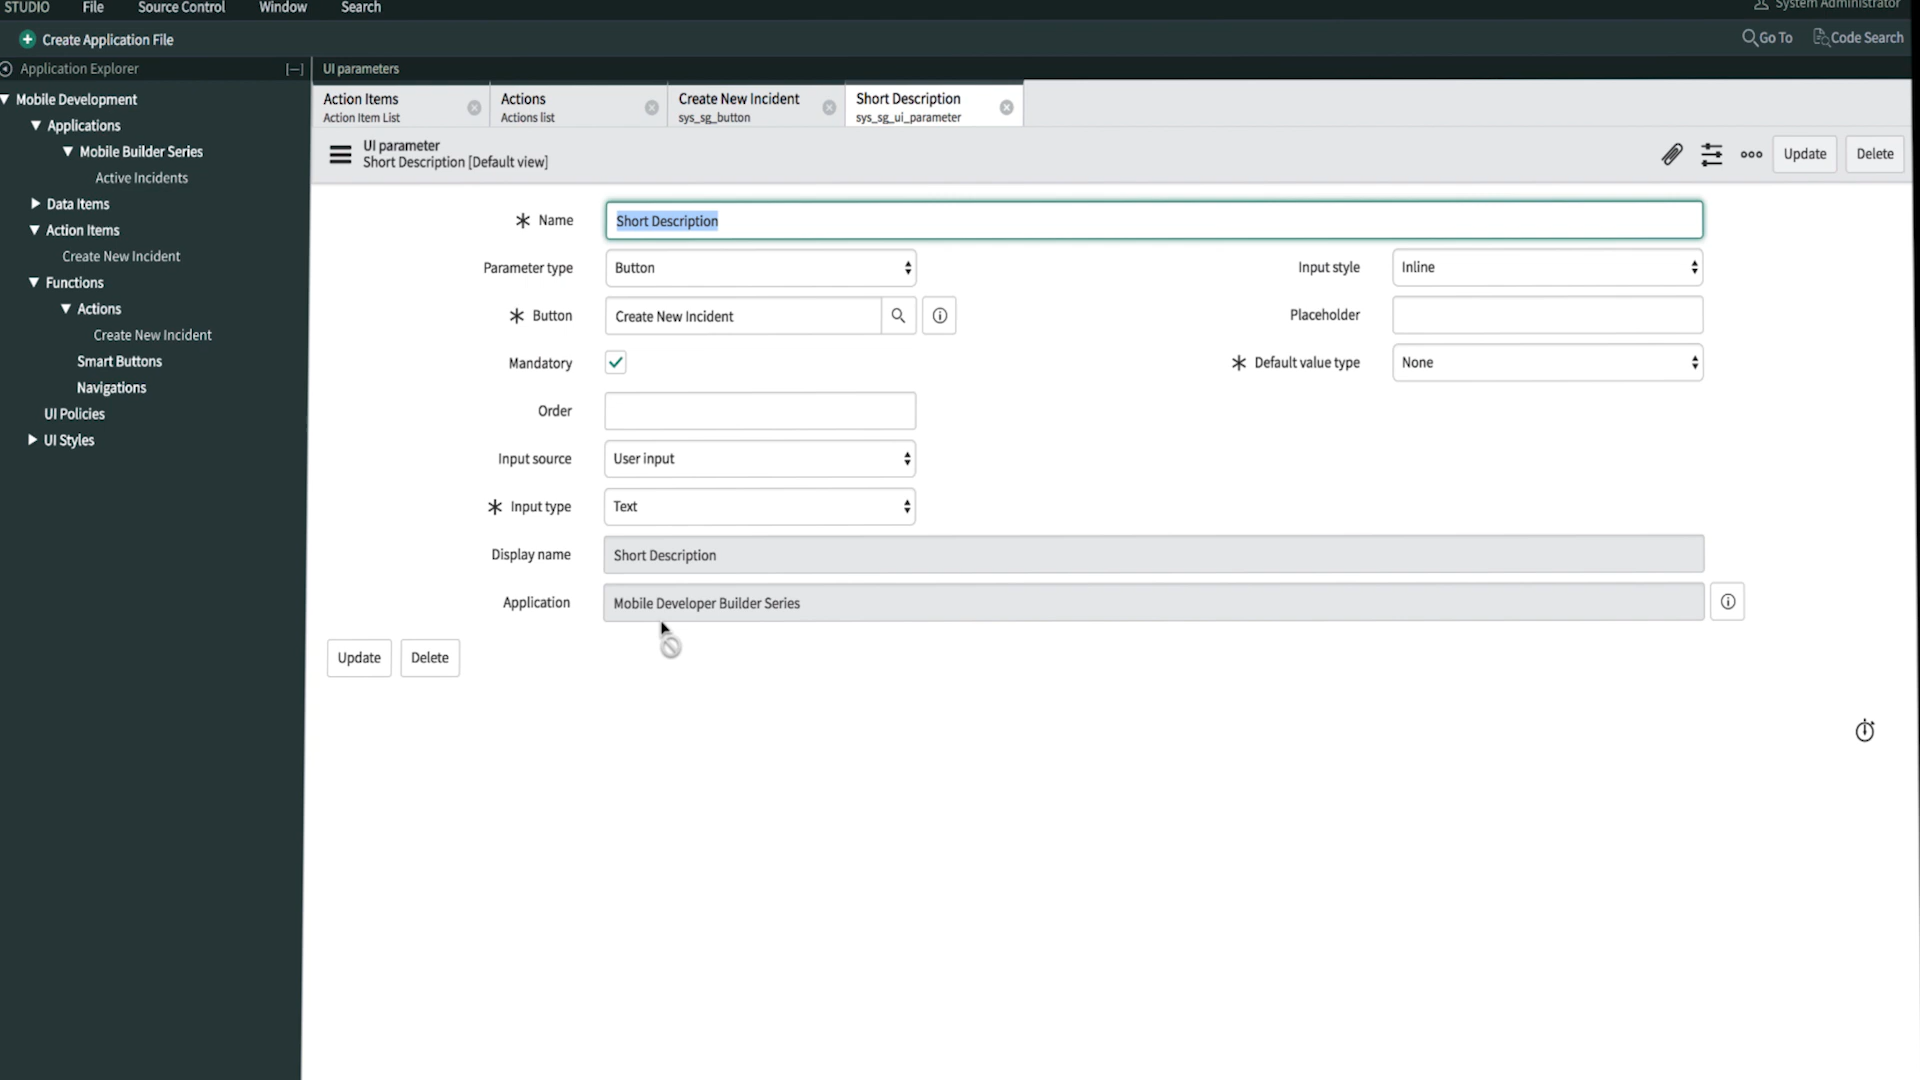 STUDIO File Source Control Window Search System Administrator
Create Application File Go To Code Search
Application Explorer [—] UI parameters
Mobile Development
Applications
Mobile Builder Series
Active Incidents
Data Items
Action Items
Create New Incident
Functions
Actions
Create New Incident
Smart Buttons
Navigations
UI Policies
UI Styles
Action Items
Action Item List
Actions
Actions list
Create New Incident
sys_sg_button
Short Description
sys_sg_ui_parameter
UI parameter
Short Description [Default view]
Update Delete
Name Short Description
Parameter type Button
Input style Inline
Button Create New Incident
Placeholder
Mandatory
Default value type None
Order
Input source User input
Input type Text
Display name Short Description
Application Mobile Developer Builder Series
Update Delete